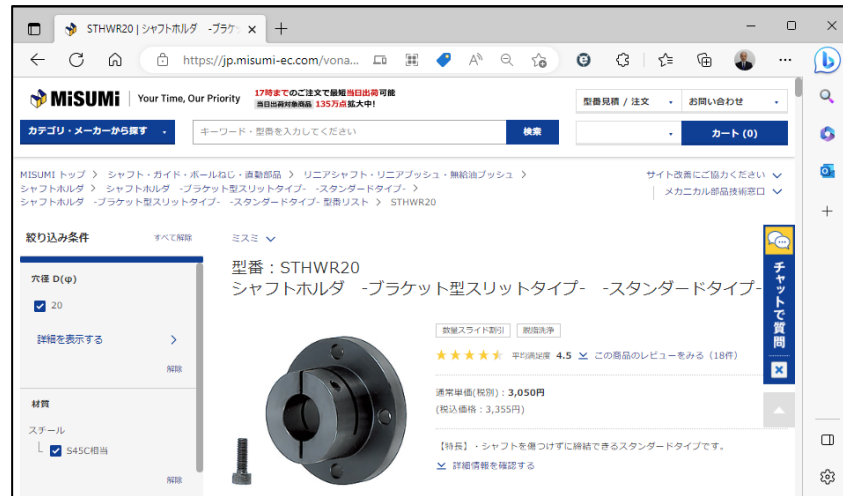 STHWR20 | シャフトホルダ -ブラケ
https://jp.misumi-ec.com/vona...
MiSUMi Your Time, Our Priority
17時までのご注文で最短当日出荷可能
当日出荷対象商品 135万点拡大中!
型番見積 / 注文
お問い合わせ
カテゴリ・メーカーから探す
キーワード・型番を入力してください
検索
カート (0)
MISUMI トップ > シャフト・ガイド・ボールねじ・直動部品 > リニアシャフト・リニアブッシュ・無給油ブッシュ >
シャフトホルダ > シャフトホルダ -ブラケット型スリットタイプ- -スタンダードタイプ- >
シャフトホルダ -ブラケット型スリットタイプ- -スタンダードタイプ- 型番リスト > STHWR20
サイト改善にご協力ください
メカニカル部品技術窓口
絞り込み条件
すべて解除
穴径 D(φ)
20
詳細を表示する
解除
材質
スチール
S45C相当
解除
ミスミ
型番 : STHWR20
シャフトホルダ -ブラケット型スリットタイプ- -スタンダードタイプ-
数量スライド割引 脱脂洗浄
平均満足度 4.5 この商品のレビューをみる(18件)
通常単価(税別) : 3,050円
(税込価格 : 3,355円)
【特長】・シャフトを傷つけずに締結できるスタンダードタイプです。
詳細情報を確認する
チャットで質問